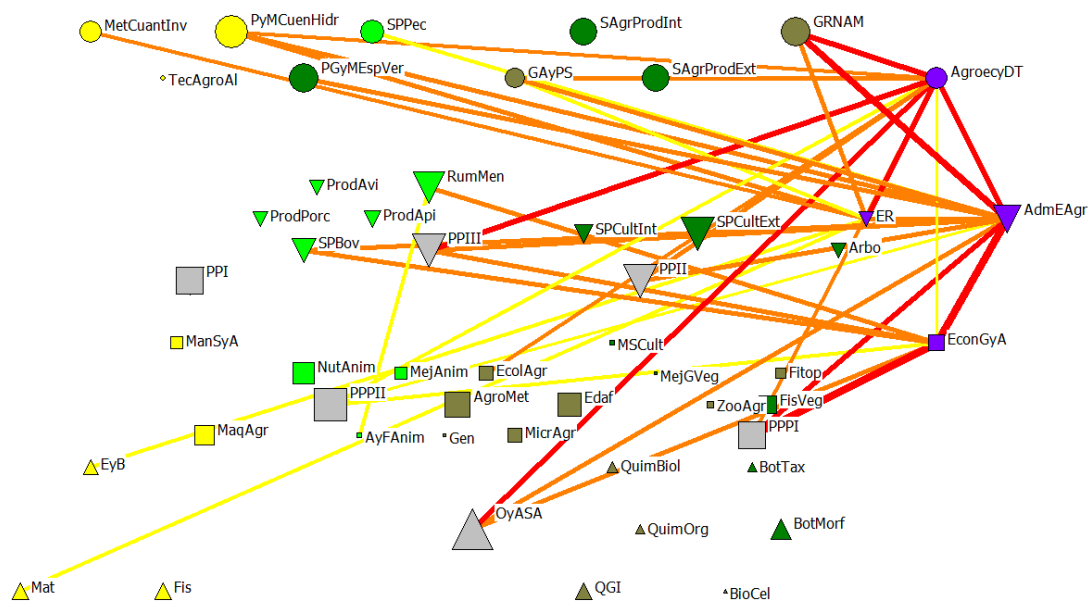 MetCuantInv
PyMCuenHidr
SPPec
SAgrProdInt
GRNAM
TecAgroAl
PGyMEspVer
GAyPS
SAgrProdExt
AgroecyDT
ProdAvi
RumMen
ProdPorc
ProdApi
SPCultInt
SPCultExt
ER
AdmEAgr
SPBov
PPIII
Arbo
PPI
PPII
ManSyA
MSCult
EconGyA
NutAnim
MejAnim
EcolAgr
MejGVeg
Fitop
PPPII
AgroMet
Edaf
ZooAgr
FisVeg
MaqAgr
AyFAnim
Gen
MicrAgr
PPPI
EyB
QuimBiol
BotTax
OyASA
QuimOrg
BotMorf
Mat
Fis
QGI
BioCel